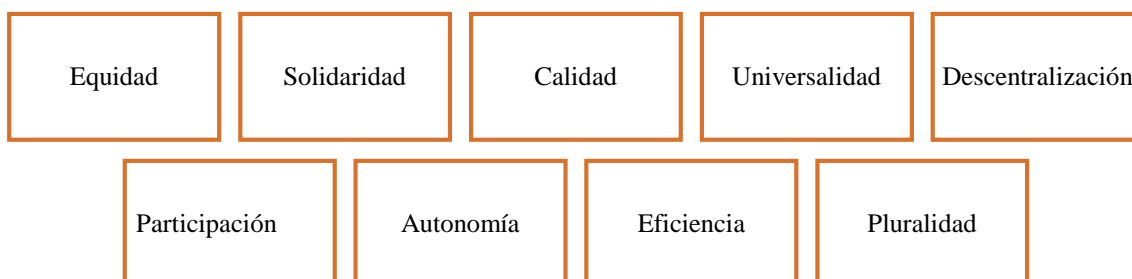 Equidad
Solidaridad
Calidad
Universalidad
Descentralización
Participación
Autonomía
Eficiencia
Pluralidad